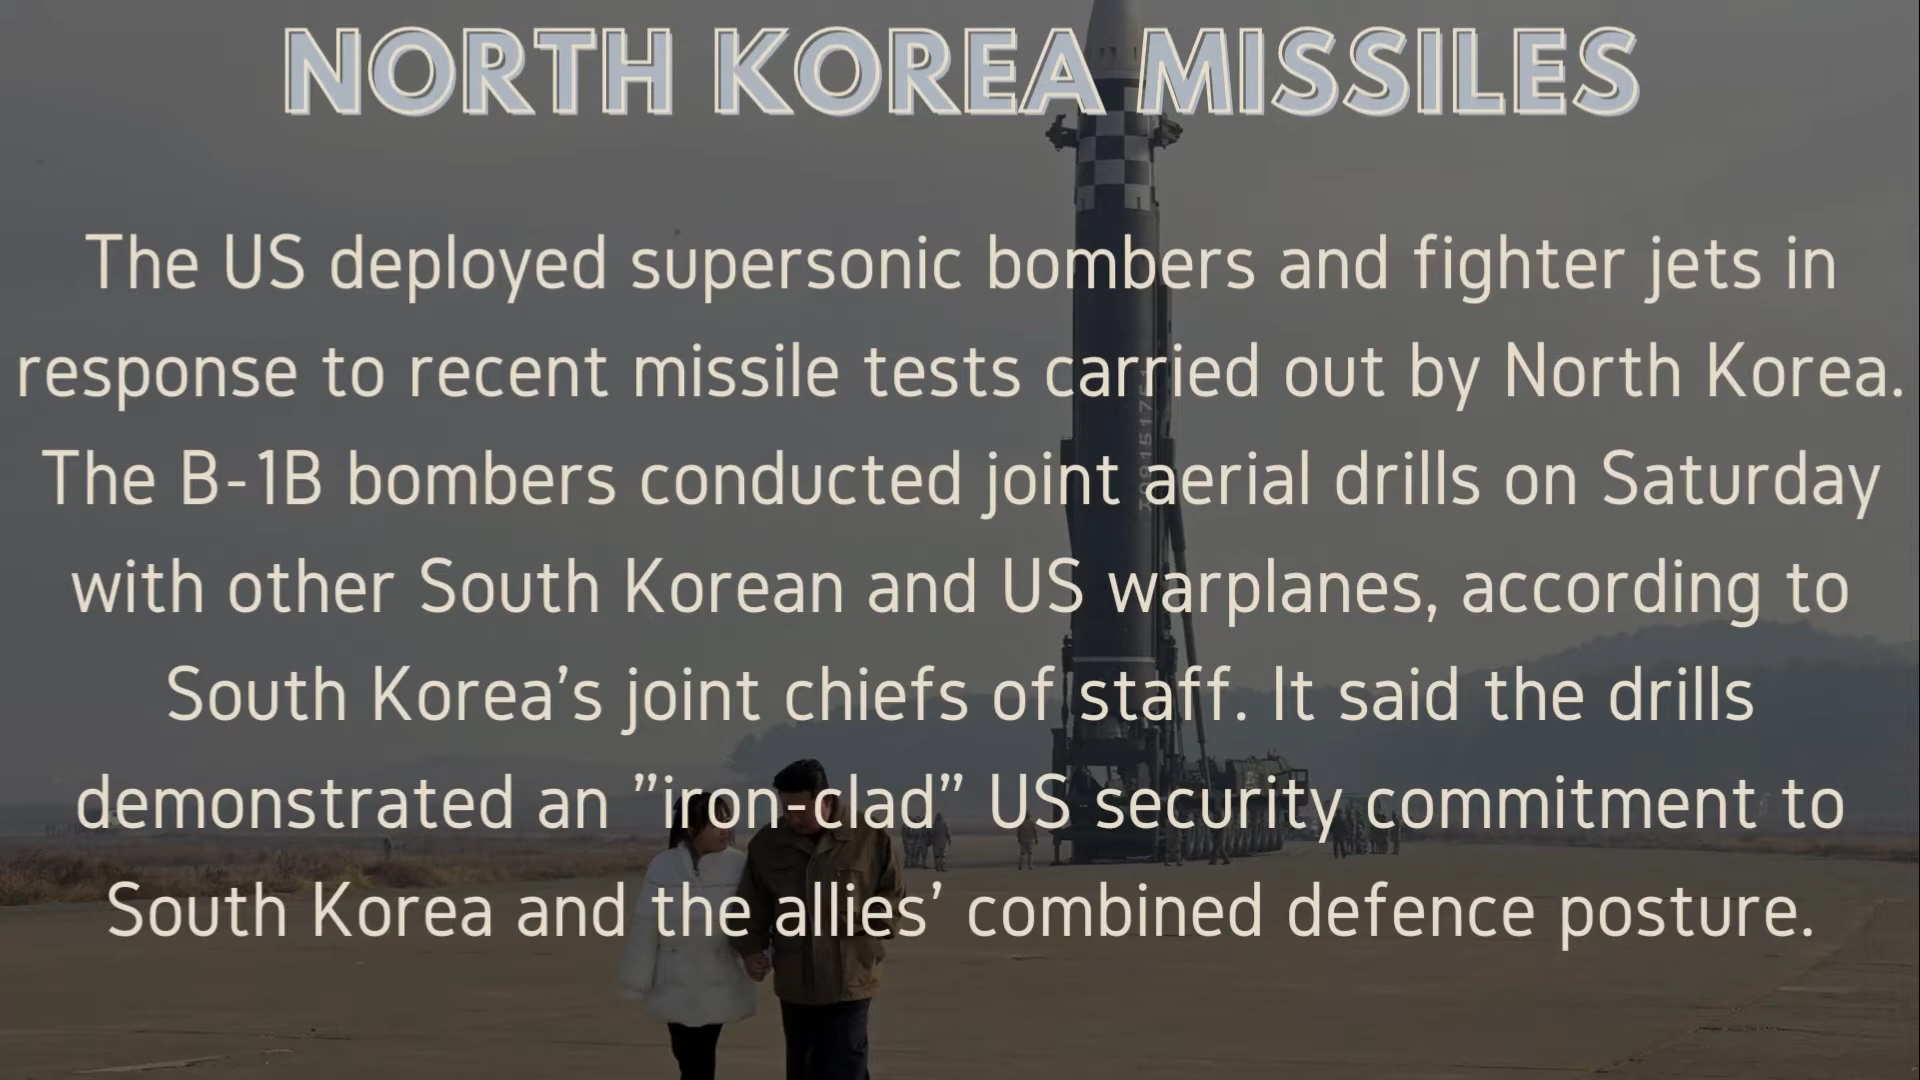 NORTH KOREA MISSILES
The US deployed supersonic bombers and fighter jets in
response to recent missile tests carried out by North Korea.
The B-1B bombers conducted joint aerial drills on Saturday
with other South Korean and US warplanes, according to
South Korea’s joint chiefs of staff. It said the drills
demonstrated an ”iron-clad” US security commitment to
South Korea and the allies’ combined defence posture.